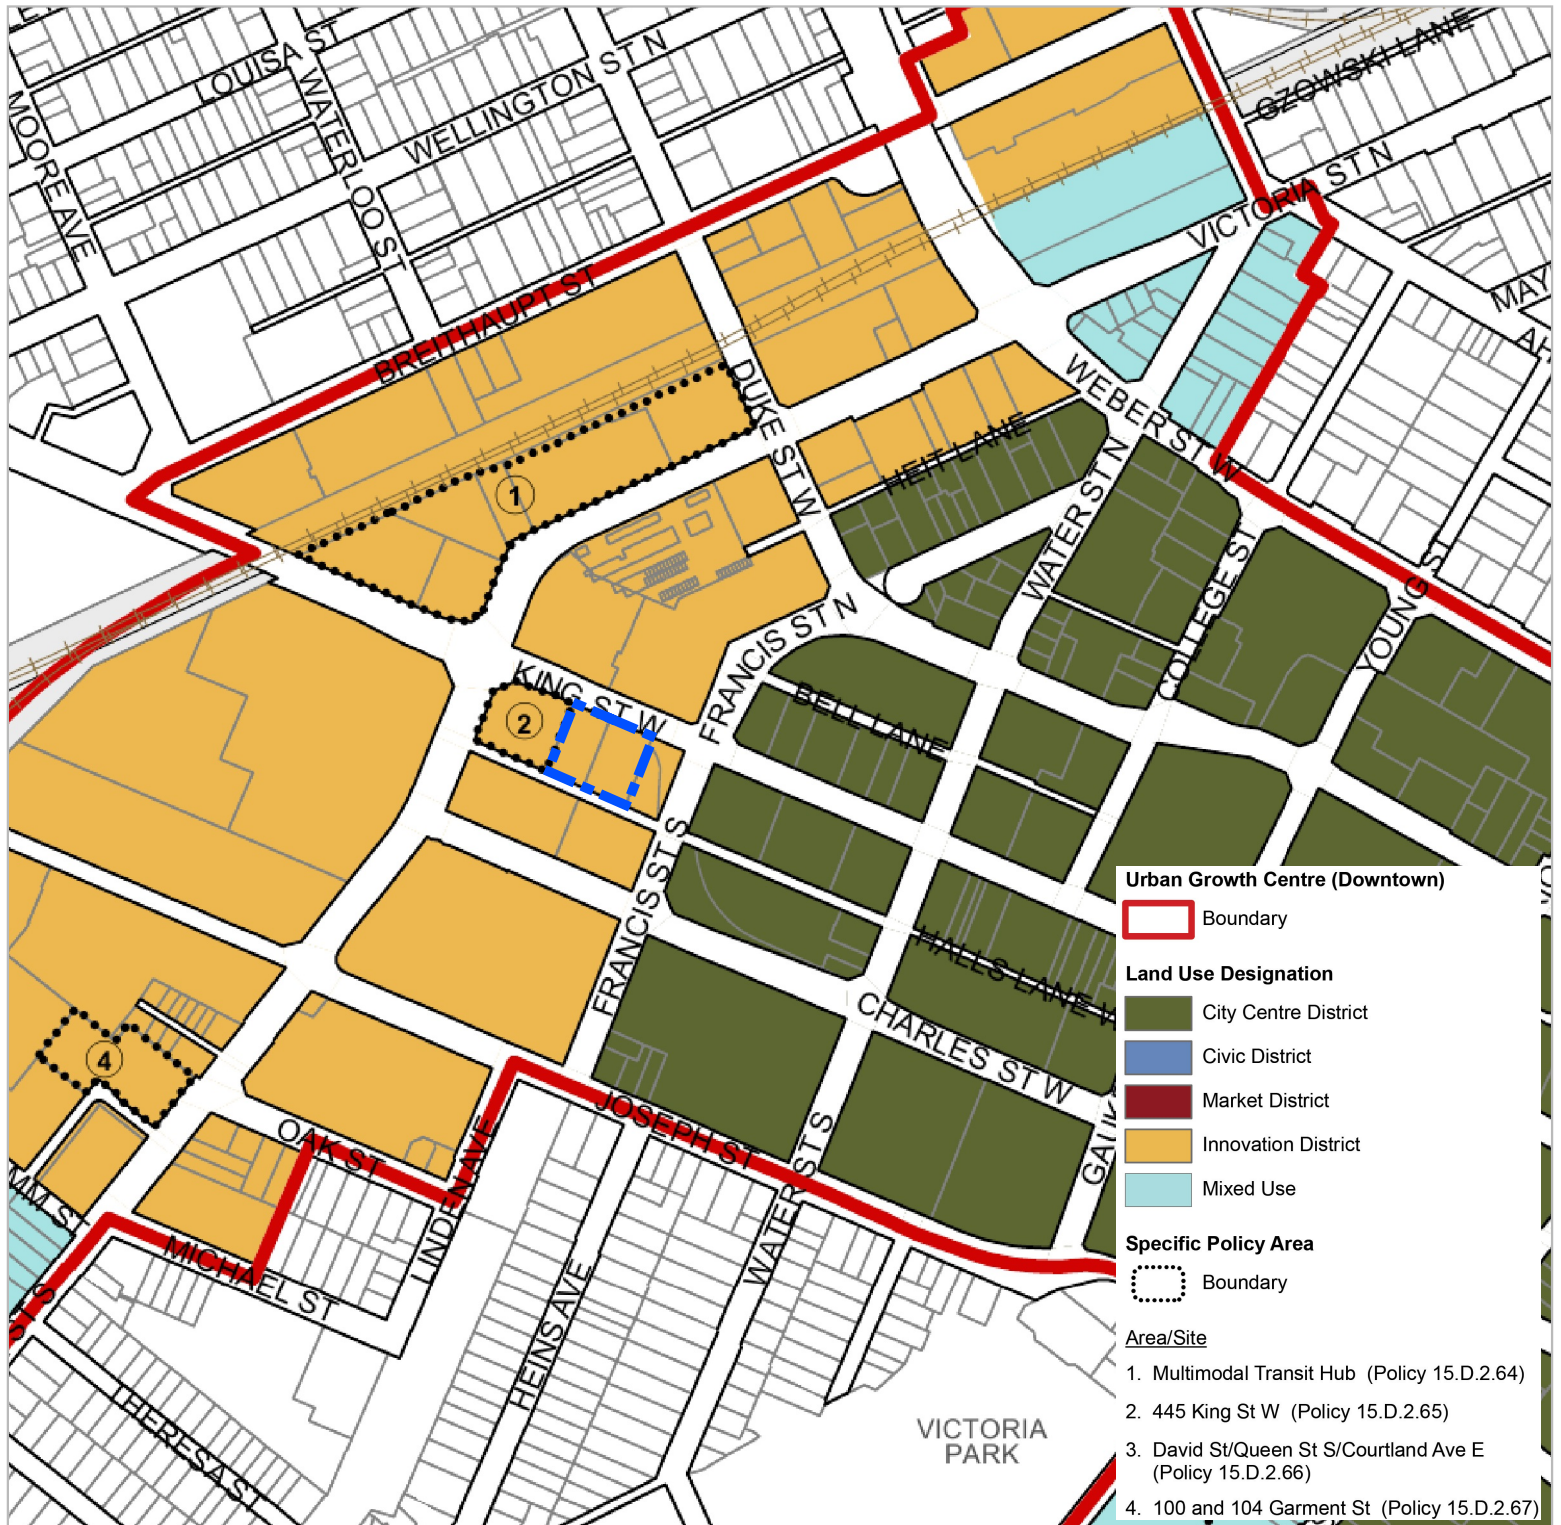 LOUISA ST
WATERLOO ST
WELLINGTON ST N
MOORE AVE
GZOWSKI LANE
VICTORIA ST N
MAY
AH
BREITHAUPT ST
DUKE ST W
WEBER ST W
HEIT LANE
WATER ST N
COLLEGE ST
YOUNG ST
1
FRANCIS ST N
KING ST W
2
BELL LANE
FRANCIS ST S
HALLS LANE W
CHARLES ST W
4
JOSEPH ST
OAK ST
LINDEN AVE
WATER ST S
GAUK
MICHAEL ST
HEINS AVE
THERESA ST
VICTORIA
PARK
Urban Growth Centre (Downtown)
Boundary
Land Use Designation
City Centre District
Civic District
Market District
Innovation District
Mixed Use
Specific Policy Area
Boundary
Area/Site
1. Multimodal Transit Hub (Policy 15.D.2.64)
2. 445 King St W (Policy 15.D.2.65)
3. David St/Queen St S/Courtland Ave E
(Policy 15.D.2.66)
4. 100 and 104 Garment St (Policy 15.D.2.67)